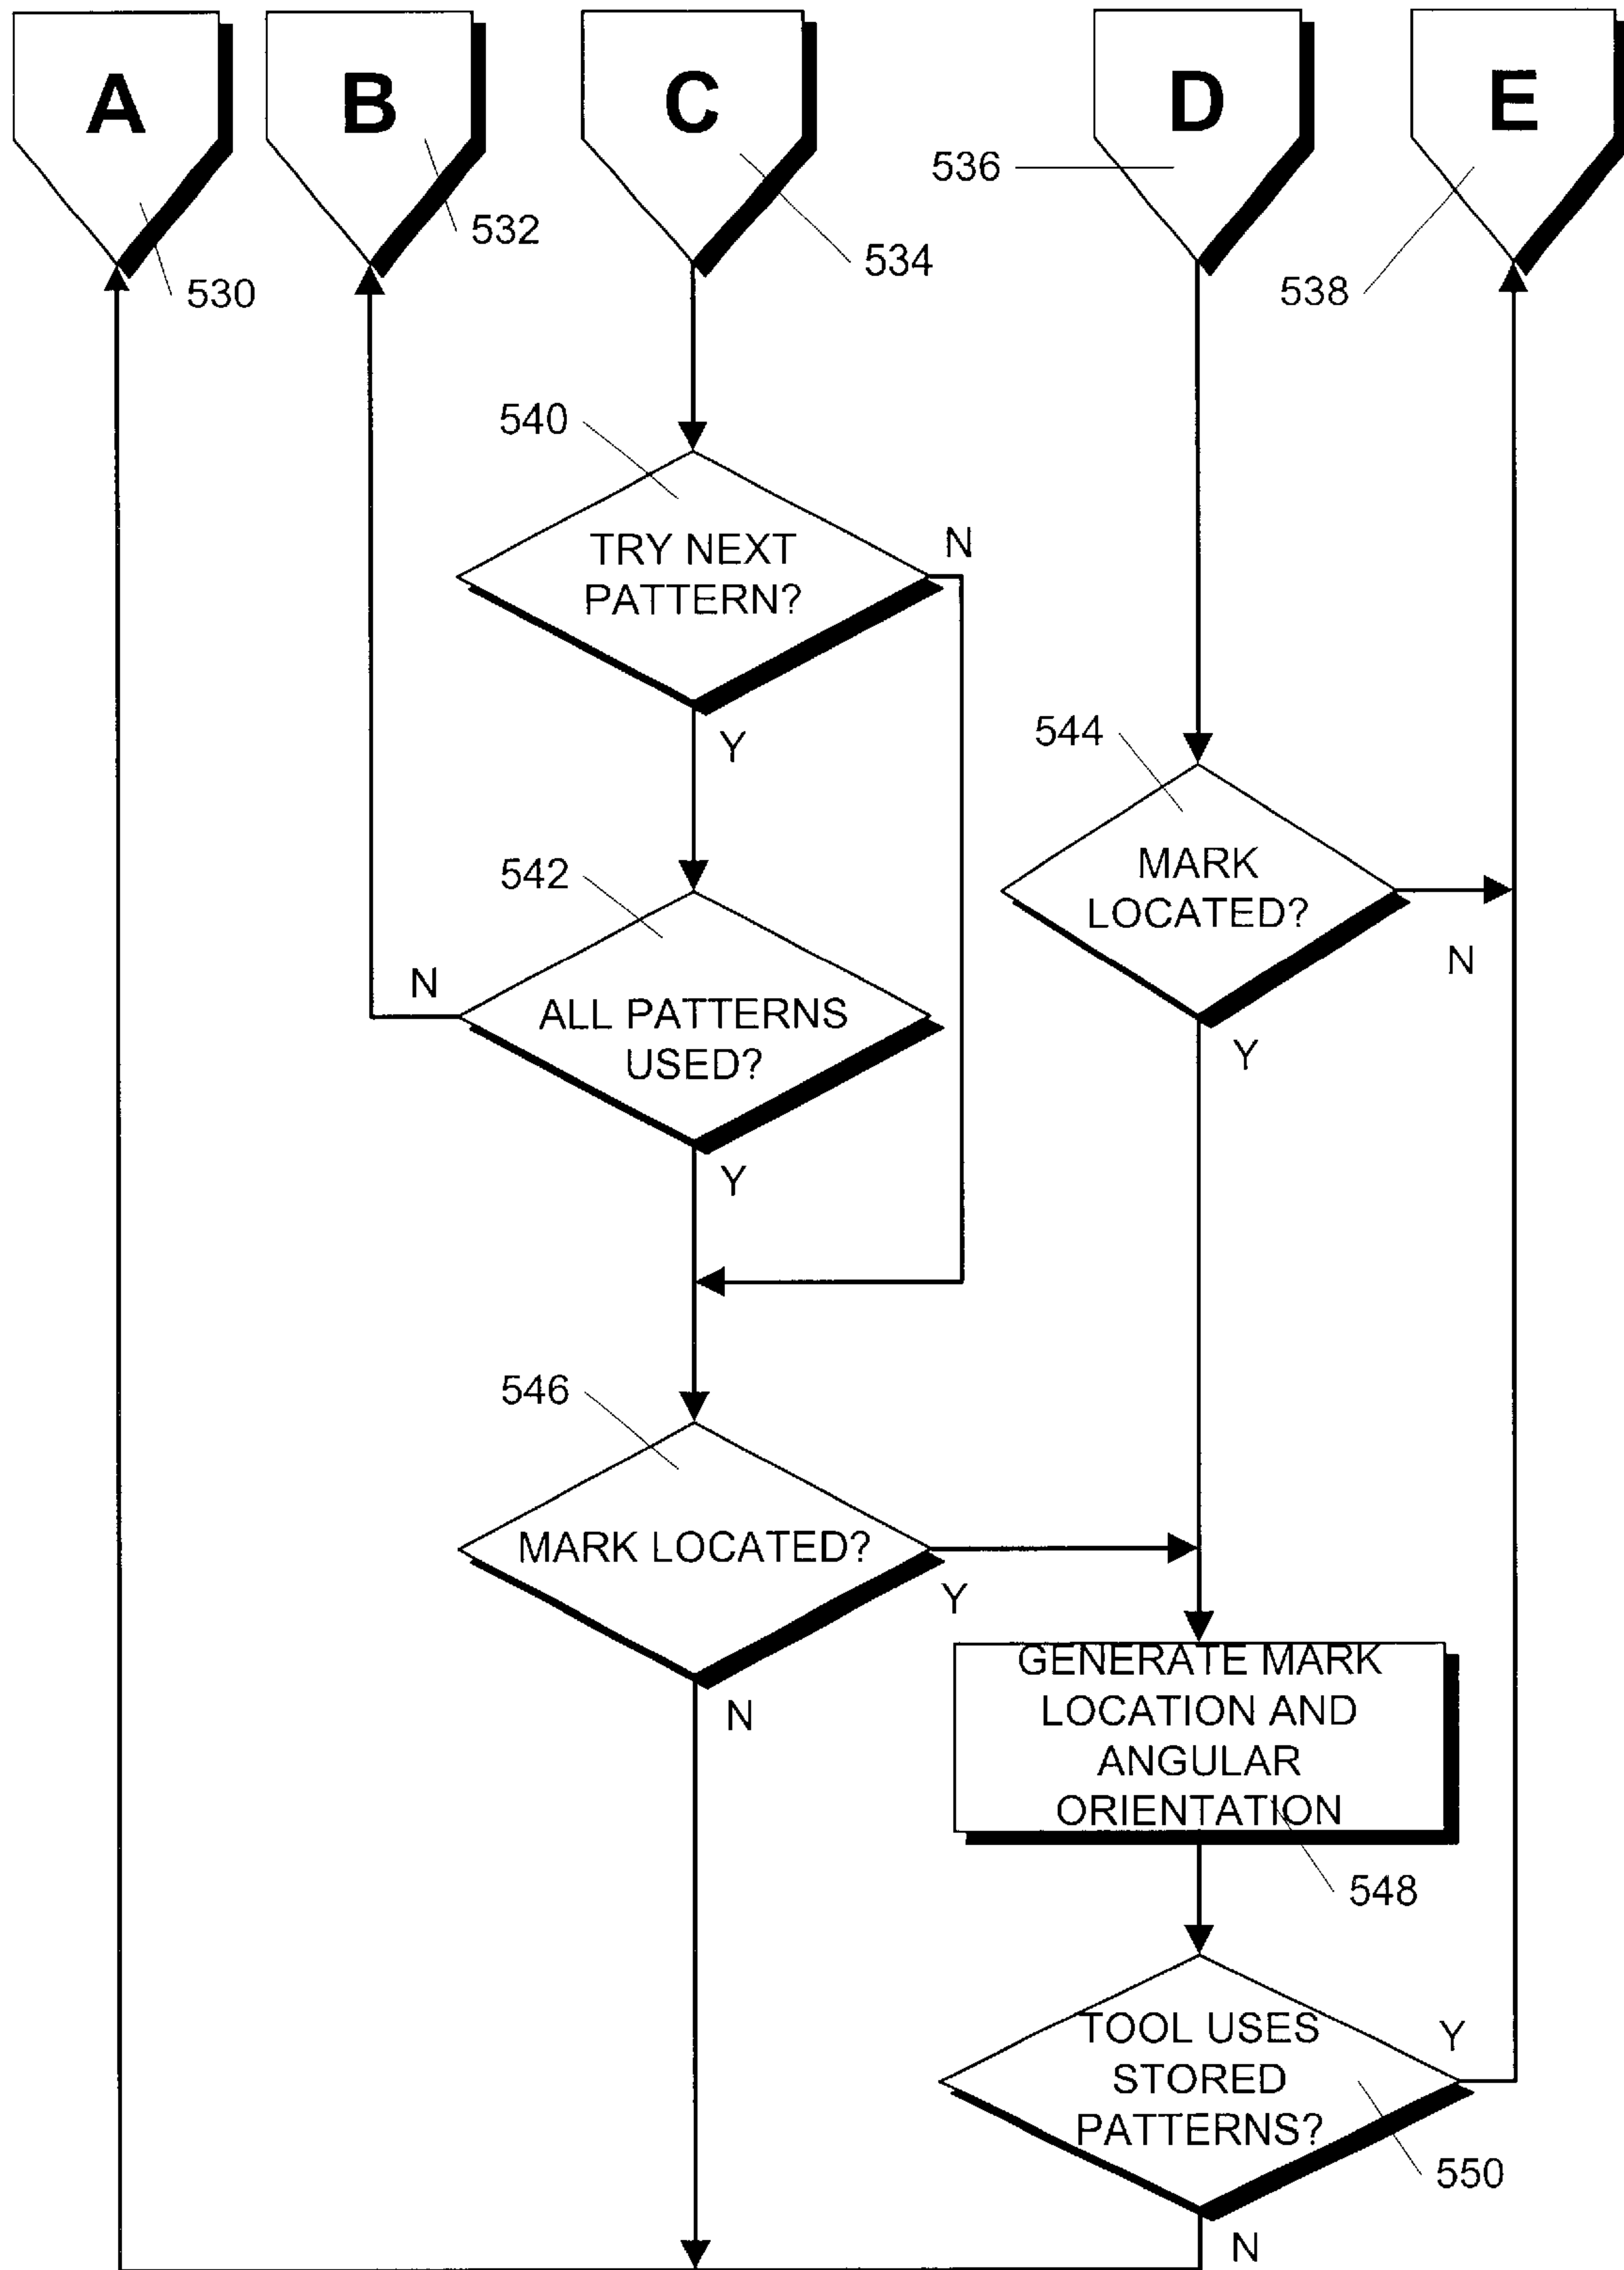 A
B
C
D
E
536
532
534
530
538
540
N
TRY NEXT
PATTERN?
544
Y
542
MARK
LOCATED?
N
N
ALL PATTERNS
USED?
Y
Y
546
MARK LOCATED?
Y
GENERATE MARK
LOCATION AND
ANGULAR
ORIENTATION
N
548
TOOL USES
STORED
PATTERNS?
Y
550
N